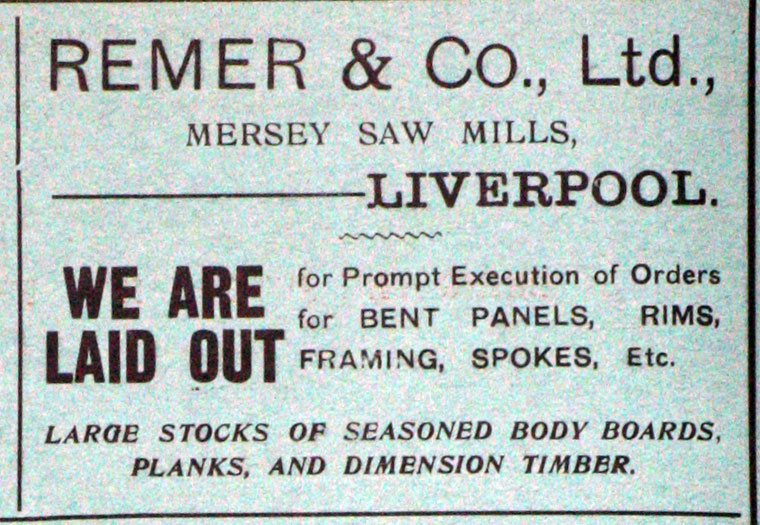 REMER & CO., Ltd.,
MERSEY SAW MILLS,
LIVERPOOL.
WE ARE
LAID OUT
for Prompt Execution of Orders
for BENT PANELS, RIMS,
FRAMING, SPOKES, Etc.
LARGE STOCKS OF SEASONED BODY BOARDS,
PLANKS, AND DIMENSION TIMBER.